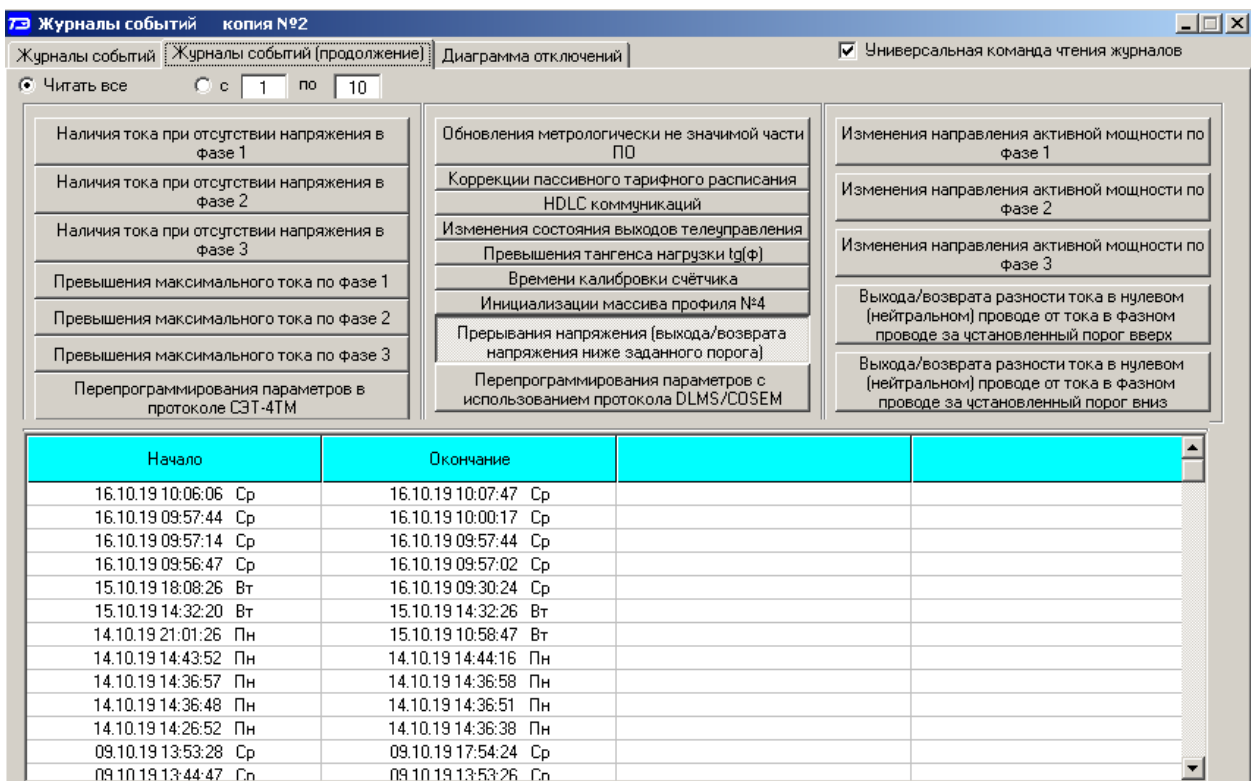 ТЭ Журналы событий копия №2
Журналы событий Журналы событий (продолжение) Диаграмма отключений Универсальная команда чтения журналов
Читать все с 1 по 10
Наличия тока при отсутствии напряжения в
фазе 1
Наличия тока при отсутствии напряжения в
фазе 2
Наличия тока при отсутствии напряжения в
фазе 3
Превышения максимального тока по фазе 1
Превышения максимального тока по фазе 2
Превышения максимального тока по фазе 3
Перепрограммирования параметров в
протоколе СЭТ-4ТМ
Обновления метрологически не значимой части
ПО
Коррекции пассивного тарифного расписания
HDLC коммуникаций
Изменения состояния выходов телеуправления
Превышения тангенса нагрузки tg(ф)
Времени калибровки счётчика
Инициализации массива профиля №4
Прерывания напряжения (выхода/возврата
напряжения ниже заданного порога)
Перепрограммирования параметров с
использованием протокола DLMS/COSEM
Изменения направления активной мощности по
фазе 1
Изменения направления активной мощности по
фазе 2
Изменения направления активной мощности по
фазе 3
Выхода/возврата разности тока в нулевом
(нейтральном) проводе от тока в фазном
проводе за установленный порог вверх
Выхода/возврата разности тока в нулевом
(нейтральном) проводе от тока в фазном
проводе за установленный порог вниз
Начало Окончание
16.10.19 10:06:06 Ср 16.10.19 10:07:47 Ср
16.10.19 09:57:44 Ср 16.10.19 10:00:17 Ср
16.10.19 09:57:14 Ср 16.10.19 09:57:44 Ср
16.10.19 09:56:47 Ср 16.10.19 09:57:02 Ср
15.10.19 18:08:26 Вт 16.10.19 09:30:24 Ср
15.10.19 14:32:20 Вт 15.10.19 14:32:26 Вт
14.10.19 21:01:26 Пн 15.10.19 10:58:47 Вт
14.10.19 14:43:52 Пн 14.10.19 14:44:16 Пн
14.10.19 14:36:57 Пн 14.10.19 14:36:58 Пн
14.10.19 14:36:48 Пн 14.10.19 14:36:51 Пн
14.10.19 14:26:52 Пн 14.10.19 14:36:38 Пн
09.10.19 13:53:28 Ср 09.10.19 17:54:24 Ср
09.10.19 13:44:47 Ср 09.10.19 13:53:26 Ср